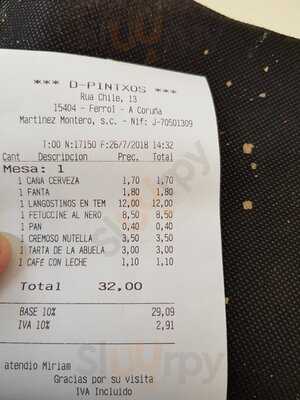 *** D-PINTXOS ***
Rua Chile, 13
15404 - Ferrol - A Coruña
Martinez Montero, s.c. - Nif: J-70501309
T:00 N:17150 F:26/7/2018 14:32
Cant Descripcion Prec. Total
Mesa: 1
1 CAÑA CERVEZA 1,70 1,70
1 FANTA 1,80 1,80
1 LANGOSTINOS EN TEM 12,00 12,00
1 FETUCCINE AL NERO 8,50 8,50
1 PAN 0,40 0,40
1 CREMOSO NUTELLA 3,50 3,50
1 TARTA DE LA ABUELA 3,00 3,00
1 CAFE CON LECHE 1,10 1,10
Total 32,00
BASE 10% 29,09
IVA 10% 2,91
atendio Miriam
Gracias por su visita
IVA Incluido
slurrpy